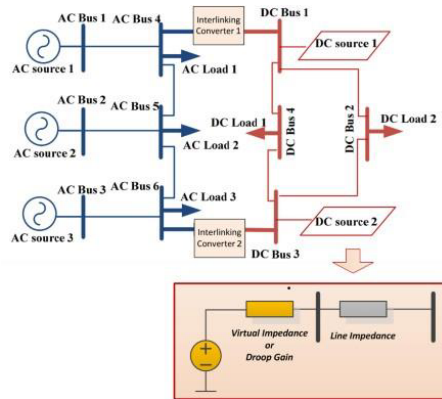 AC Bus 1
AC Bus 4
Interlinking
Converter 1
DC Bus 1
AC source 1
AC Load 1
DC source 1
AC Bus 2
AC Bus 5
DC Load 1
DC Bus 4
DC Bus 2
DC Load 2
AC source 2
AC Load 2
AC Bus 3
AC Bus 6
AC Load 3
AC source 3
Interlinking
Converter 2
DC Bus 3
DC source 2
Virtual Impedance
or
Droop Gain
Line Impedance